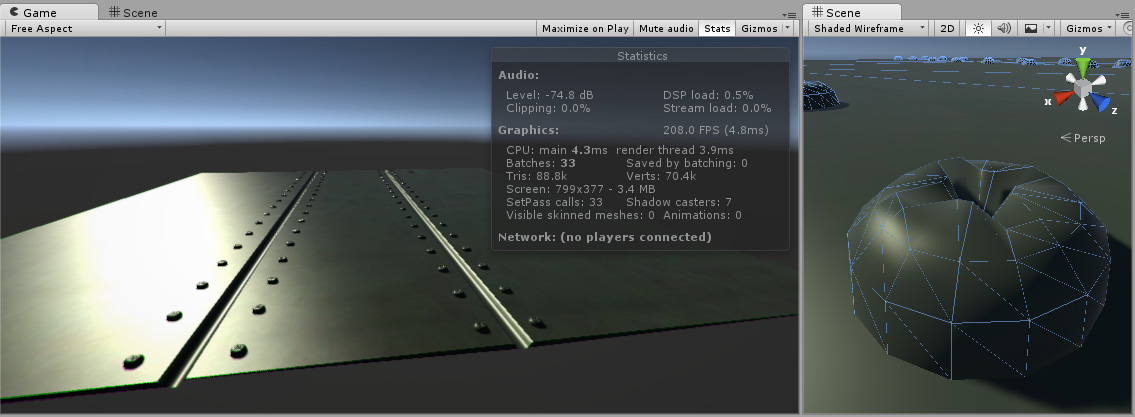 Game
Scene
Free Aspect
Maximize on Play Mute audio Stats Gizmos
Statistics
Audio:
Level: -74.8 dB DSP load: 0.5%
Clipping: 0.0% Stream load: 0.0%
Graphics: 208.0 FPS (4.8ms)
CPU: main 4.3ms render thread 3.9ms
Batches: 33 Saved by batching: 0
Tris: 88.8k Verts: 70.4k
Screen: 799x377 - 3.4 MB
SetPass calls: 33 Shadow casters: 7
Visible skinned meshes: 0 Animations: 0
Network: (no players connected)
Scene
Shaded Wireframe 2D Gizmos
y
x
z
Persp